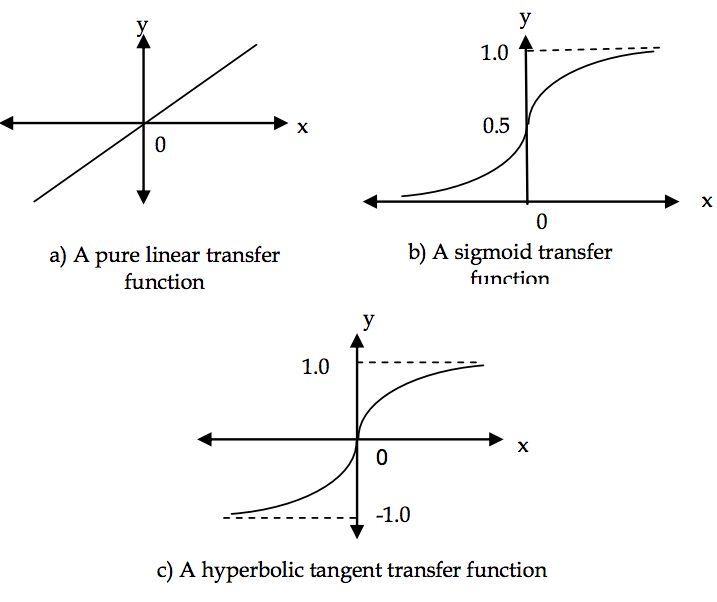 y
x
0
a) A pure linear transfer
function
y
1.0
0.5
x
0
b) A sigmoid transfer
function
y
1.0
0
x
-1.0
c) A hyperbolic tangent transfer function